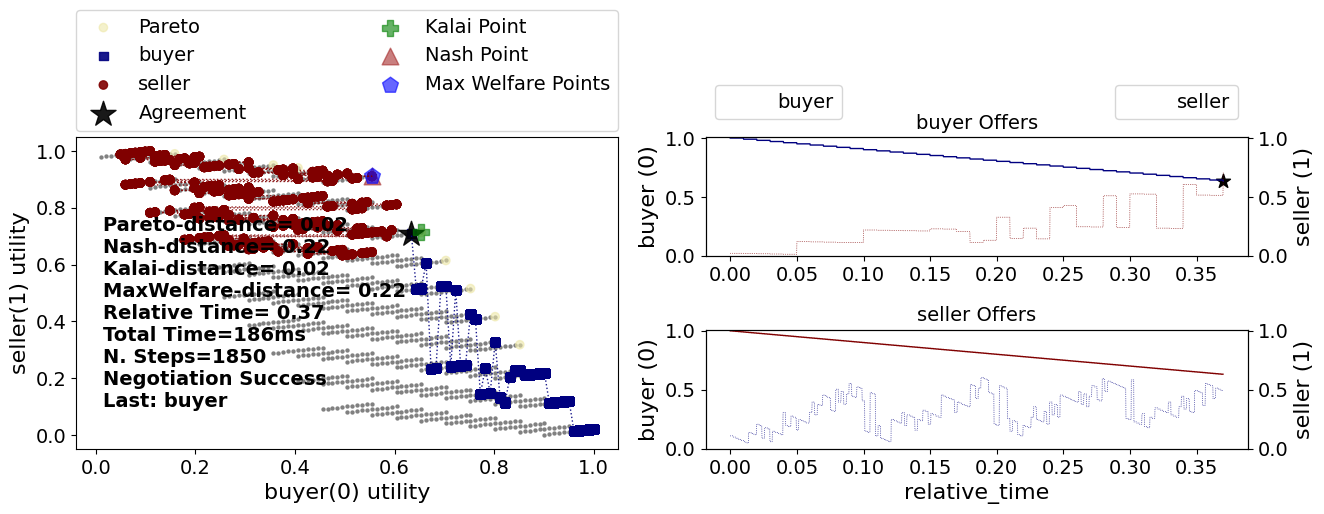 Pareto
buyer
seller
Agreement
Kalai Point
Nash Point
Max Welfare Points
1.0
0.8
0.6
0.4
0.2
0.0
seller(1) utility
Pareto-distance= 0.02
Nash-distance= 0.22
Kalai-distance= 0.02
MaxWelfare-distance= 0.22
Relative Time= 0.37
Total Time=186ms
N. Steps=1850
Negotiation Success
Last: buyer
0.0 0.2 0.4 0.6 0.8 1.0
buyer(0) utility
buyer
seller
buyer Offers
1.0
0.5
0.0
buyer (0)
1.0
0.5
0.0
seller (1)
0.00 0.05 0.10 0.15 0.20 0.25 0.30 0.35
seller Offers
1.0
0.5
0.0
buyer (0)
1.0
0.5
0.0
seller (1)
0.00 0.05 0.10 0.15 0.20 0.25 0.30 0.35
relative_time